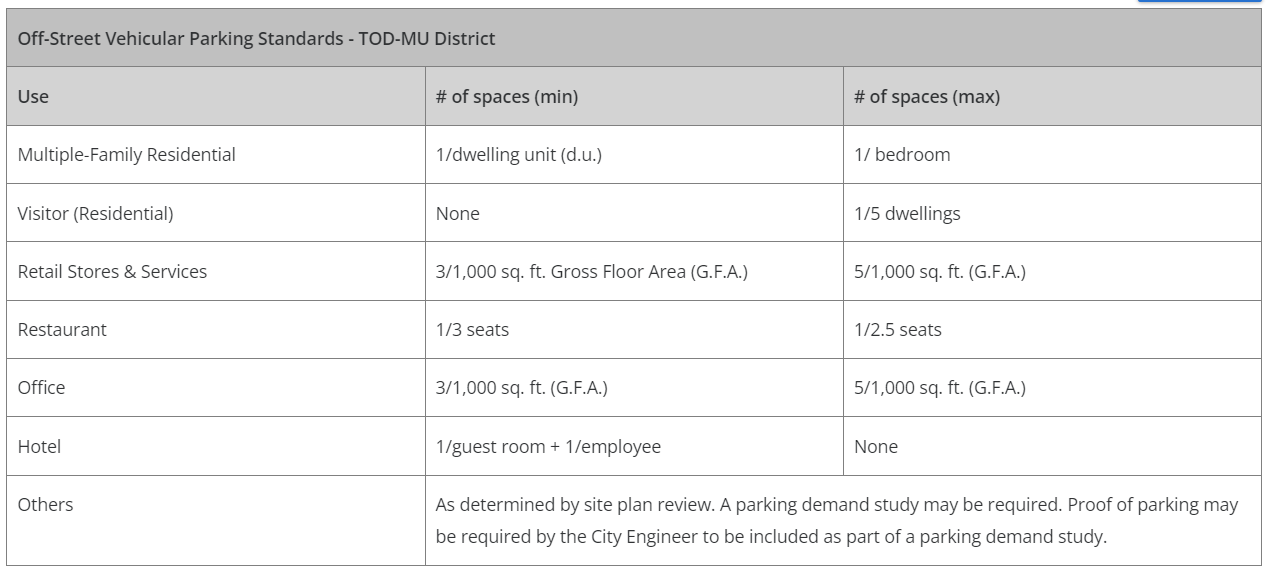 Off-Street Vehicular Parking Standards - TOD-MU District
Use # of spaces (min) # of spaces (max)
Multiple-Family Residential 1/dwelling unit (d.u.) 1/ bedroom
Visitor (Residential) None 1/5 dwellings
Retail Stores & Services 3/1,000 sq. ft. Gross Floor Area (G.F.A.) 5/1,000 sq. ft. (G.F.A.)
Restaurant 1/3 seats 1/2.5 seats
Office 3/1,000 sq. ft. (G.F.A.) 5/1,000 sq. ft. (G.F.A.)
Hotel 1/guest room + 1/employee None
Others As determined by site plan review. A parking demand study may be required. Proof of parking may
be required by the City Engineer to be included as part of a parking demand study.